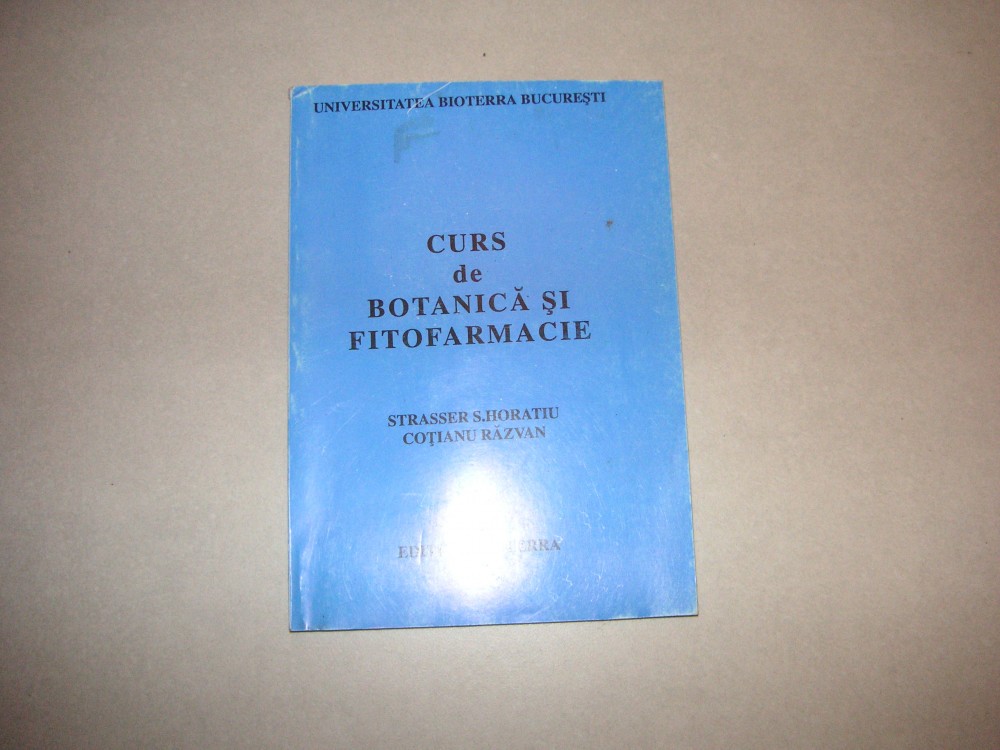 UNIVERSITATEA BIOTERRA BUCUREŞTI
CURS
de
BOTANICĂ ŞI
FITOFARMACIE
STRASSER S.HORATIU
COŢIANU RĂZVAN